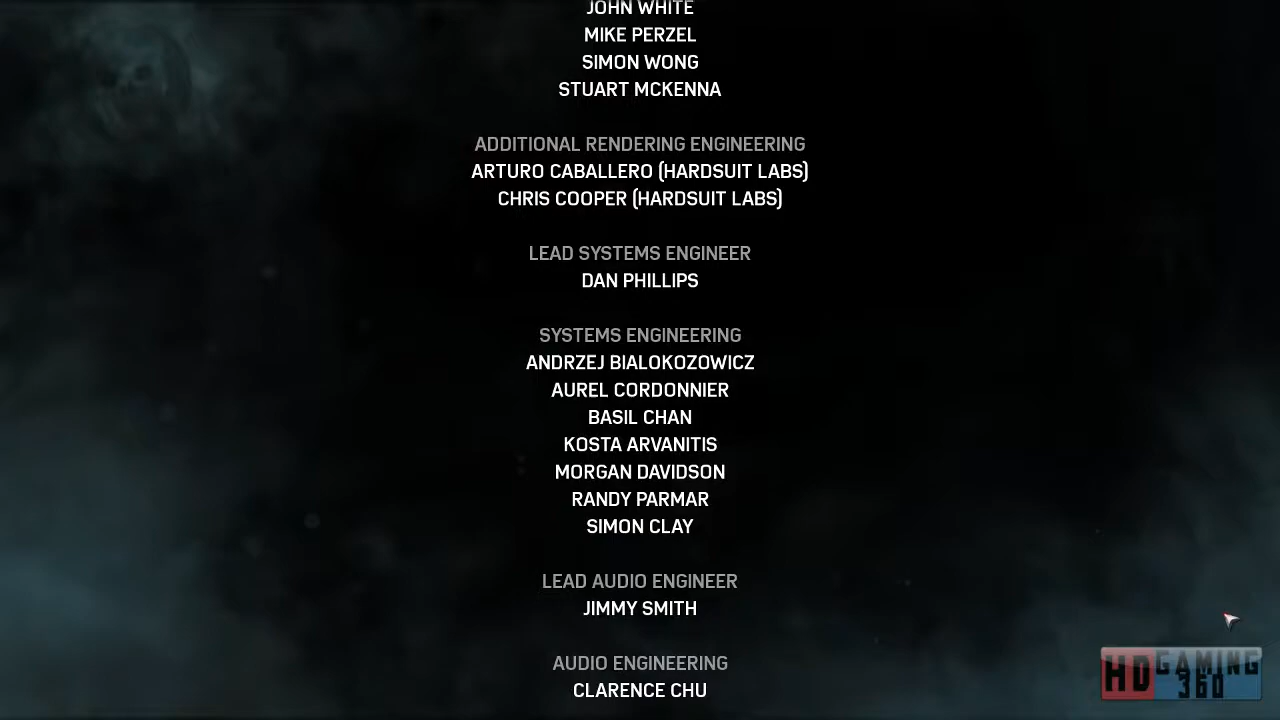 JOHN WHITE
MIKE PERZEL
SIMON WONG
STUART MCKENNA
ADDITIONAL RENDERING ENGINEERING
ARTURO CABALLERO (HARDSUIT LABS)
CHRIS COOPER (HARDSUIT LABS)
LEAD SYSTEMS ENGINEER
DAN PHILLIPS
SYSTEMS ENGINEERING
ANDRZEJ BIALOKOZOWICZ
AUREL CORDONNIER
BASIL CHAN
KOSTA ARVANITIS
MORGAN DAVIDSON
RANDY PARMAR
SIMON CLAY
LEAD AUDIO ENGINEER
JIMMY SMITH
AUDIO ENGINEERING
CLARENCE CHU
HD GAMING
360